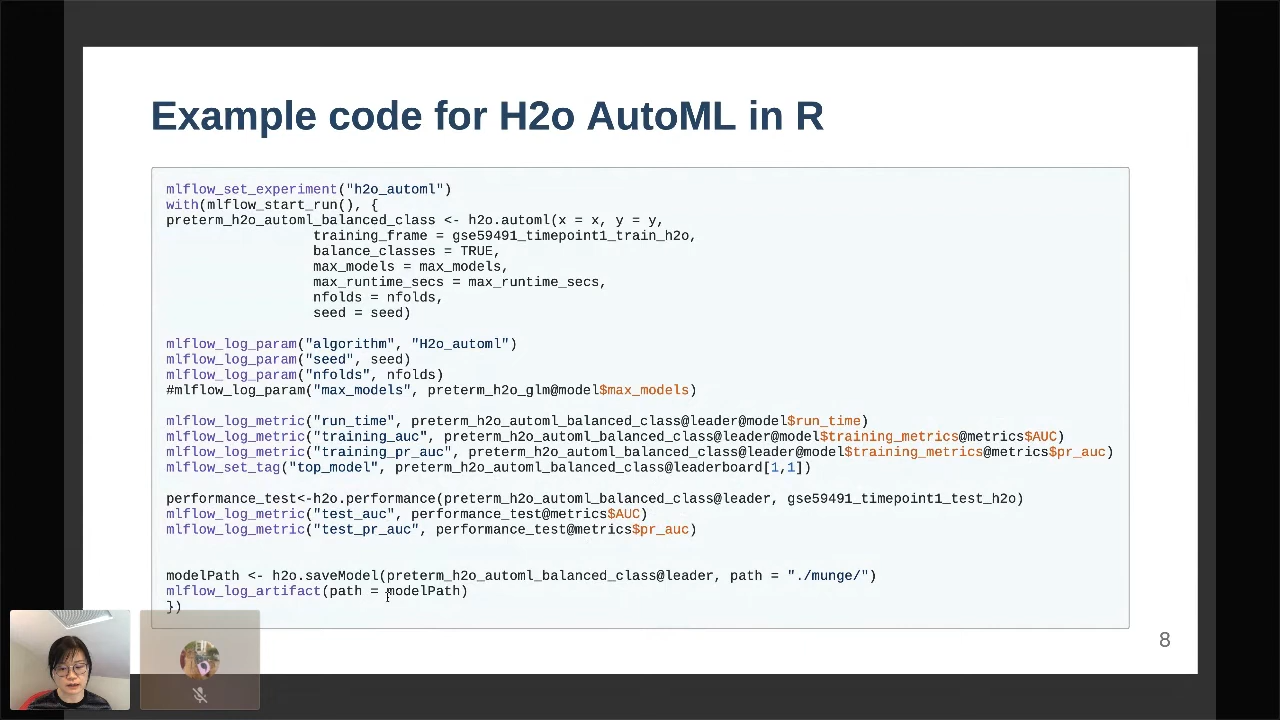 Example code for H2o AutoML in R
mlflow_set_experiment("h2o_automl")
with(mlflow_start_run(), {
preterm_h2o_automl_balanced_class <- h2o.automl(x = x, y = y,
training_frame = gse59491_timepoint1_train_h2o,
balance_classes = TRUE,
max_models = max_models,
max_runtime_secs = max_runtime_secs,
nfolds = nfolds,
seed = seed)
mlflow_log_param("algorithm", "H2o_automl")
mlflow_log_param("seed", seed)
mlflow_log_param("nfolds", nfolds)
#mlflow_log_param("max_models", preterm_h2o_glm@model$max_models)
mlflow_log_metric("run_time", preterm_h2o_automl_balanced_class@leader@model$run_time)
mlflow_log_metric("training_auc", preterm_h2o_automl_balanced_class@leader@model$training_metrics@metrics$AUC)
mlflow_log_metric("training_pr_auc", preterm_h2o_automl_balanced_class@leader@model$training_metrics@metrics$pr_auc)
mlflow_set_tag("top_model", preterm_h2o_automl_balanced_class@leaderboard[1,1])
performance_test<-h2o.performance(preterm_h2o_automl_balanced_class@leader, gse59491_timepoint1_test_h2o)
mlflow_log_metric("test_auc", performance_test@metrics$AUC)
mlflow_log_metric("test_pr_auc", performance_test@metrics$pr_auc)
modelPath <- h2o.saveModel(preterm_h2o_automl_balanced_class@leader, path = "./munge/")
mlflow_log_artifact(path = modelPath)
})
8